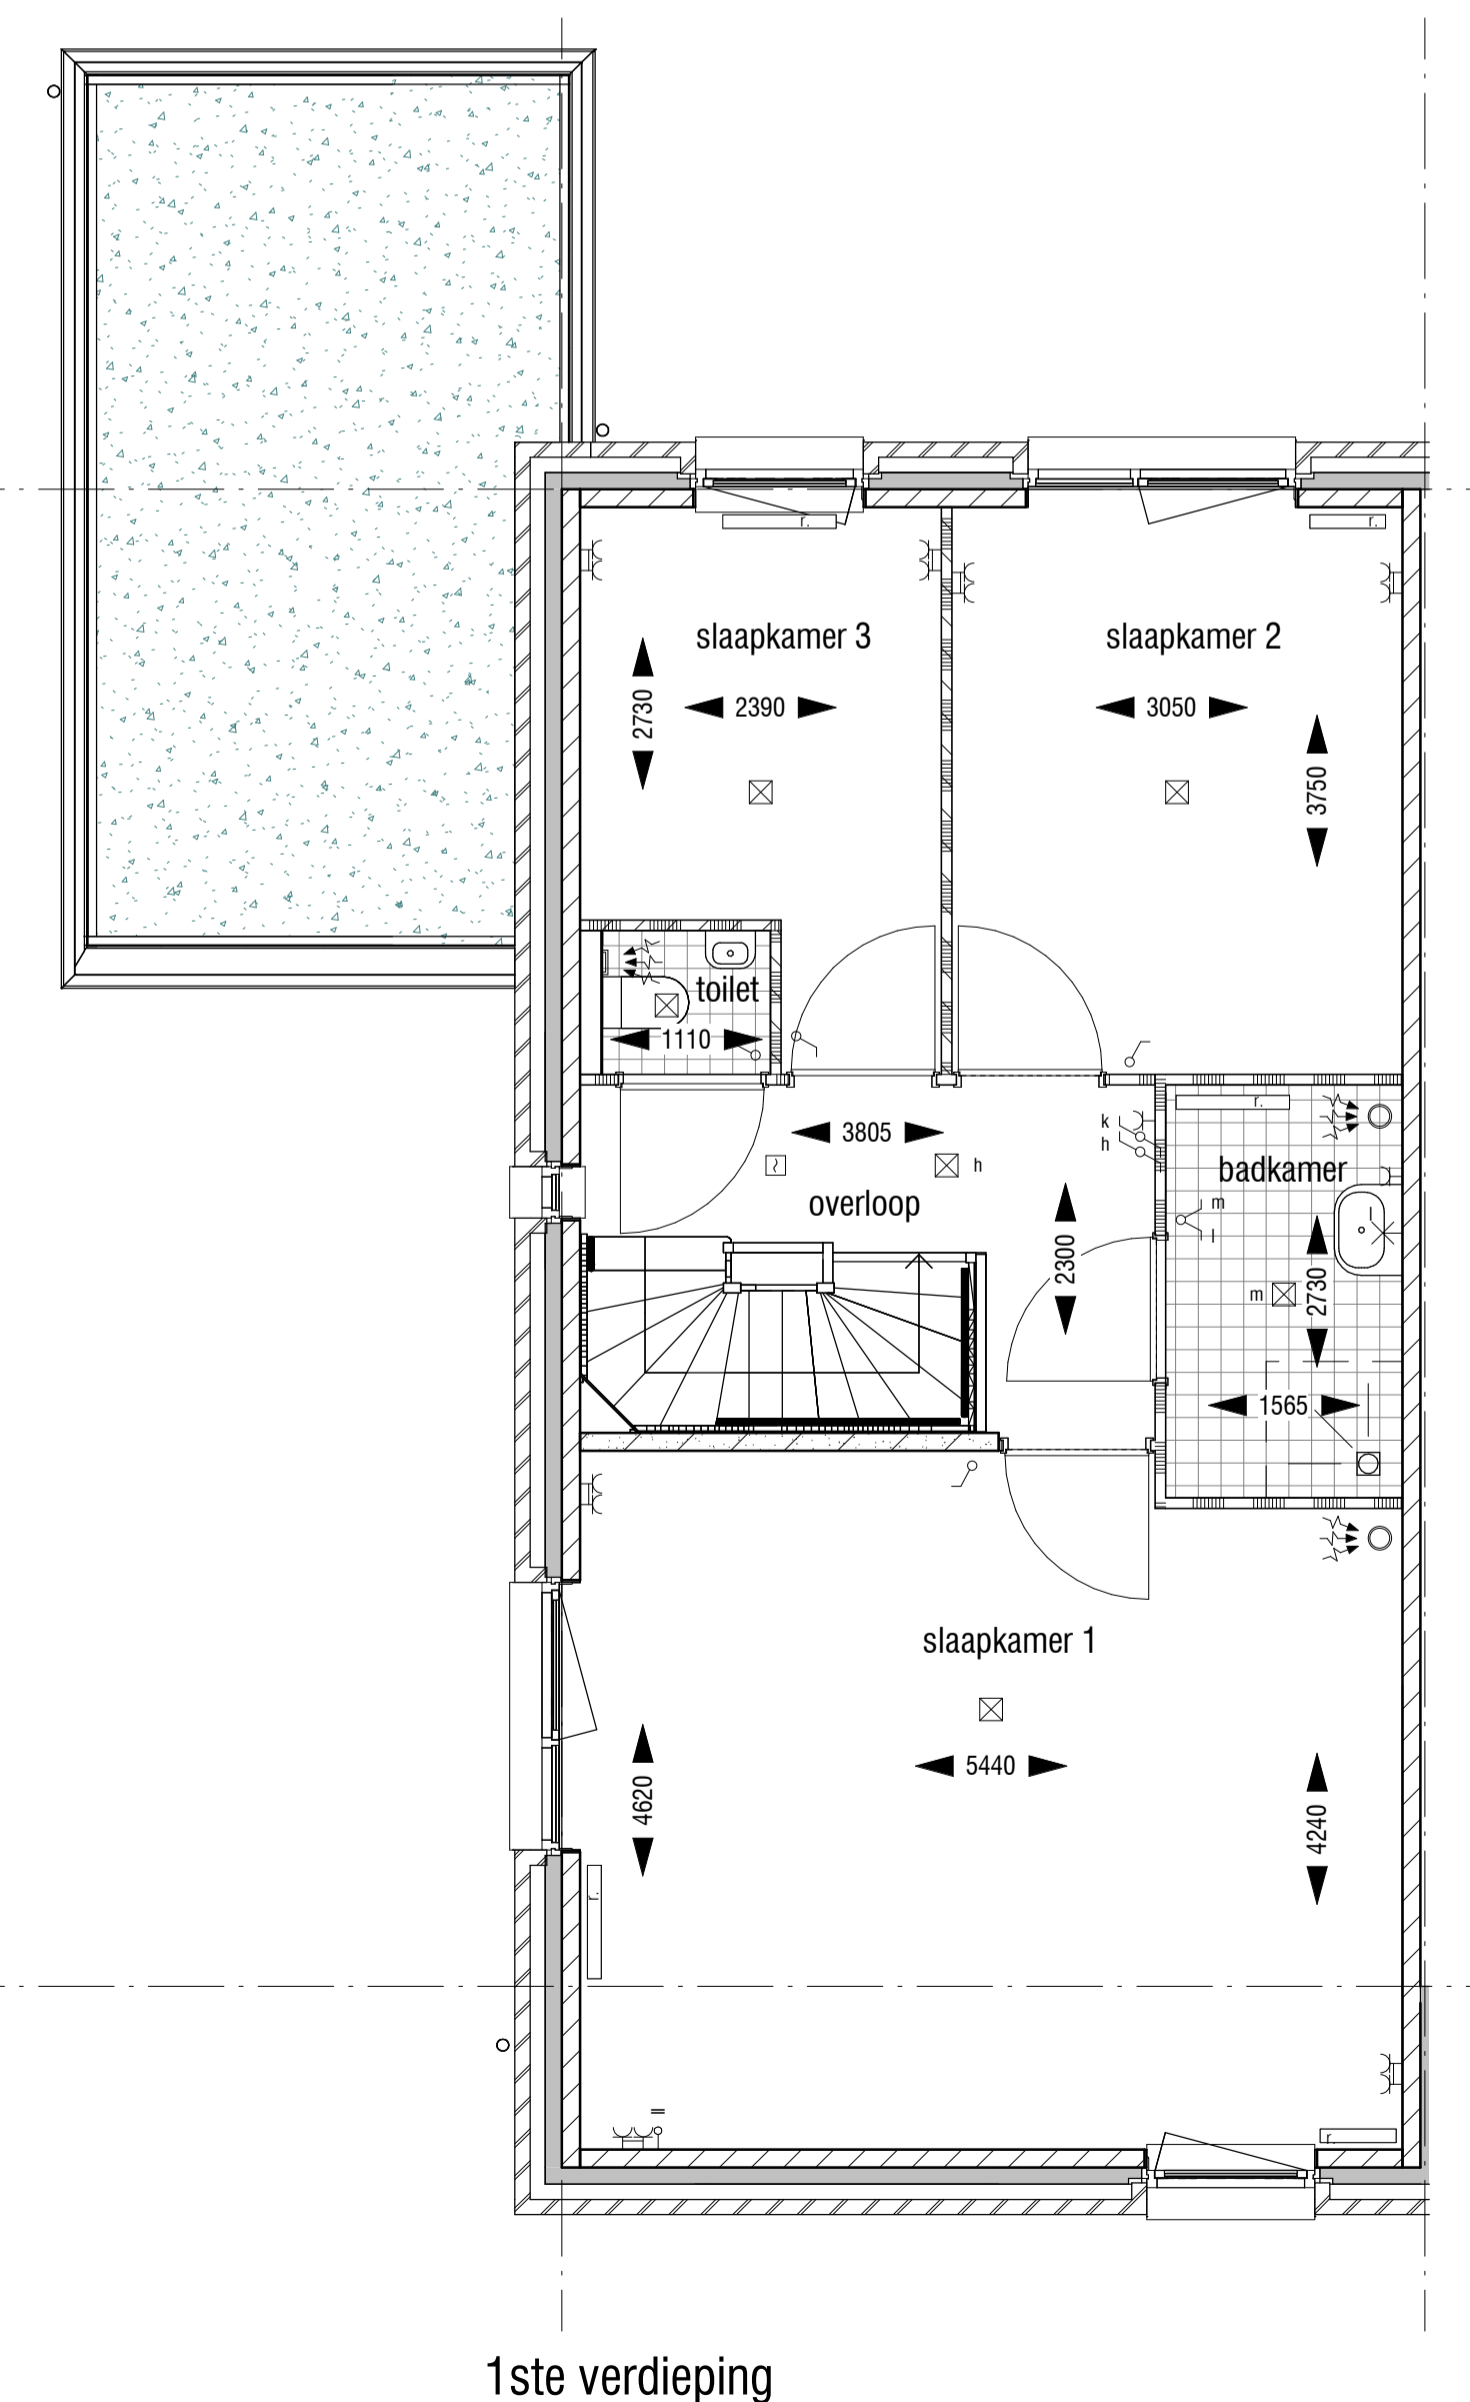 r.
r.
slaapkamer 3
slaapkamer 2
2730
2390
3050
3750
toilet
1110
r.
3805
k
h
h
badkamer
overloop
m
l
2300
m
2730
1565
slaapkamer 1
5440
4620
4240
r.
r.
1ste verdieping